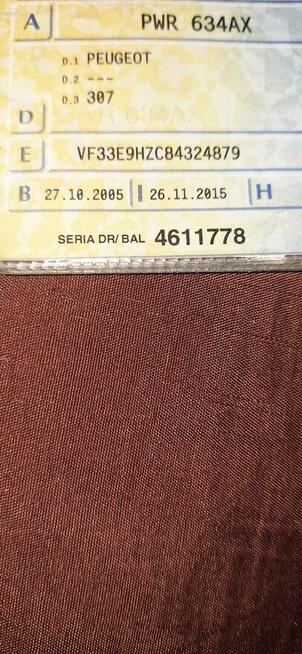 A PWR 634AX
D.1 PEUGEOT
D.2 ---
D.3 307
D
E VF33E9HZC84324879
B 27.10.2005 I 26.11.2015 H
SERIA DR/BAL 4611778